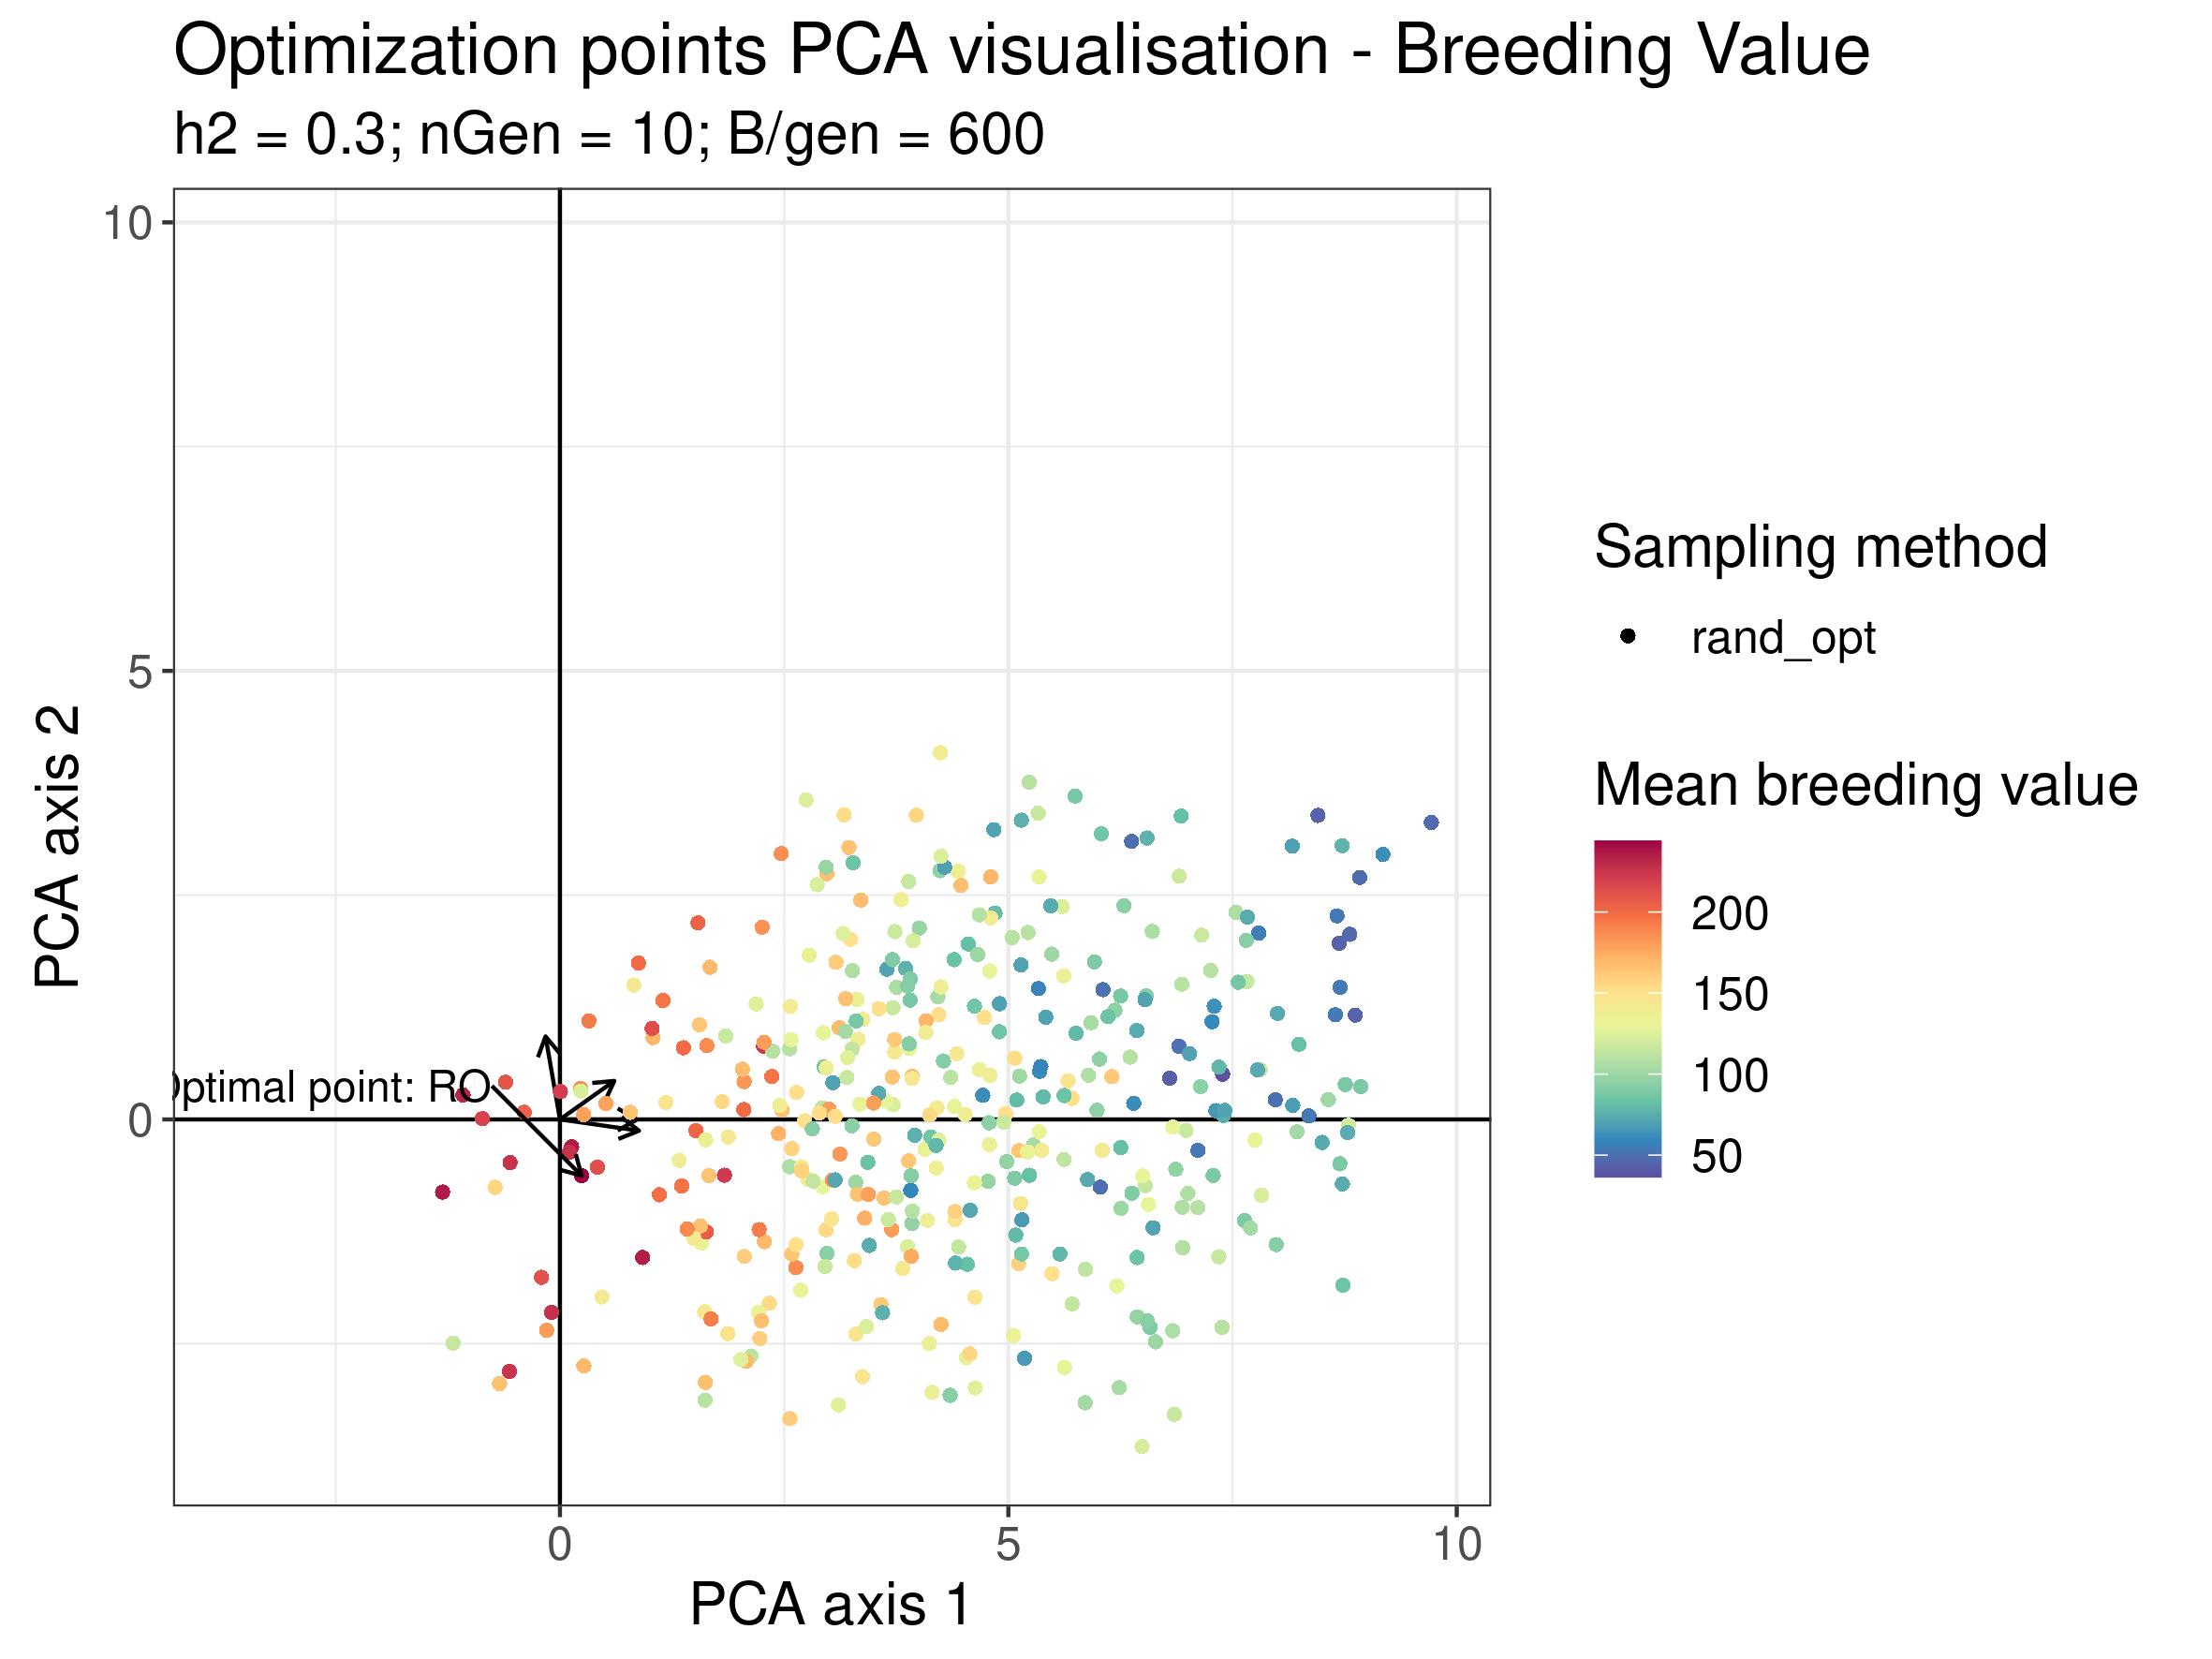 Optimization points PCA visualisation - Breeding Value
h2 = 0.3; nGen = 10; B/gen = 600
10
5
0
PCA axis 2
ptimal point: RO
0
5
10
PCA axis 1
Sampling method
rand_opt
Mean breeding value
200
150
100
50